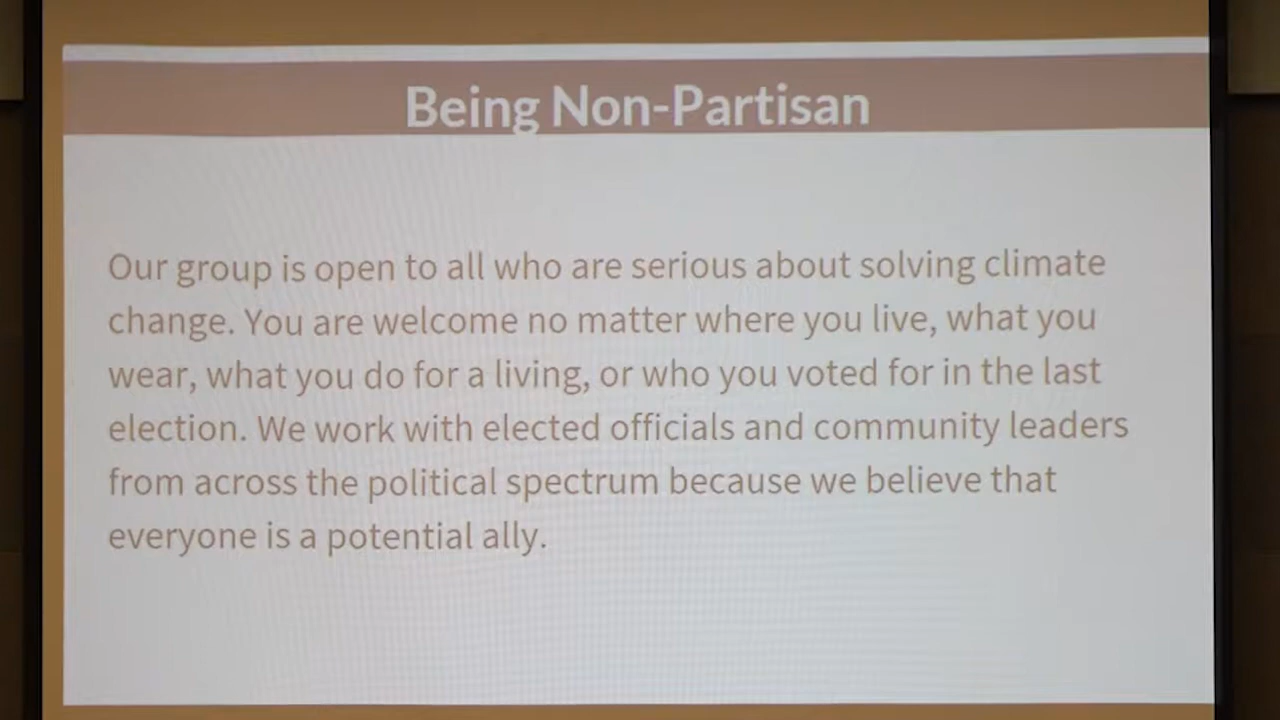 Being Non-Partisan
Our group is open to all who are serious about solving climate
change. You are welcome no matter where you live, what you
wear, what you do for a living, or who you voted for in the last
election. We work with elected officials and community leaders
from across the political spectrum because we believe that
everyone is a potential ally.